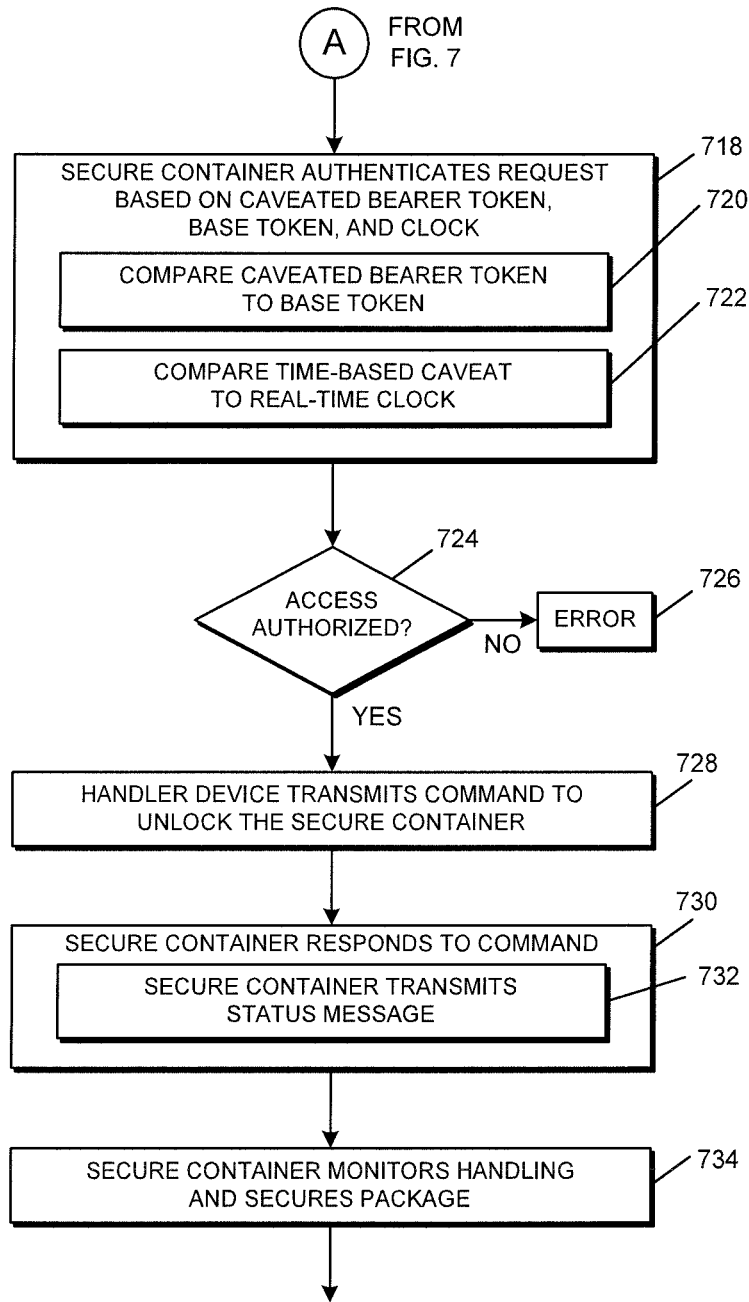 A
FROM
FIG. 7
718
SECURE CONTAINER AUTHENTICATES REQUEST
BASED ON CAVEATED BEARER TOKEN,
BASE TOKEN, AND CLOCK
720
COMPARE CAVEATED BEARER TOKEN
TO BASE TOKEN
722
COMPARE TIME-BASED CAVEAT
TO REAL-TIME CLOCK
724
ACCESS
AUTHORIZED?
726
ERROR
NO
YES
728
HANDLER DEVICE TRANSMITS COMMAND TO
UNLOCK THE SECURE CONTAINER
730
SECURE CONTAINER RESPONDS TO COMMAND
732
SECURE CONTAINER TRANSMITS
STATUS MESSAGE
734
SECURE CONTAINER MONITORS HANDLING
AND SECURES PACKAGE